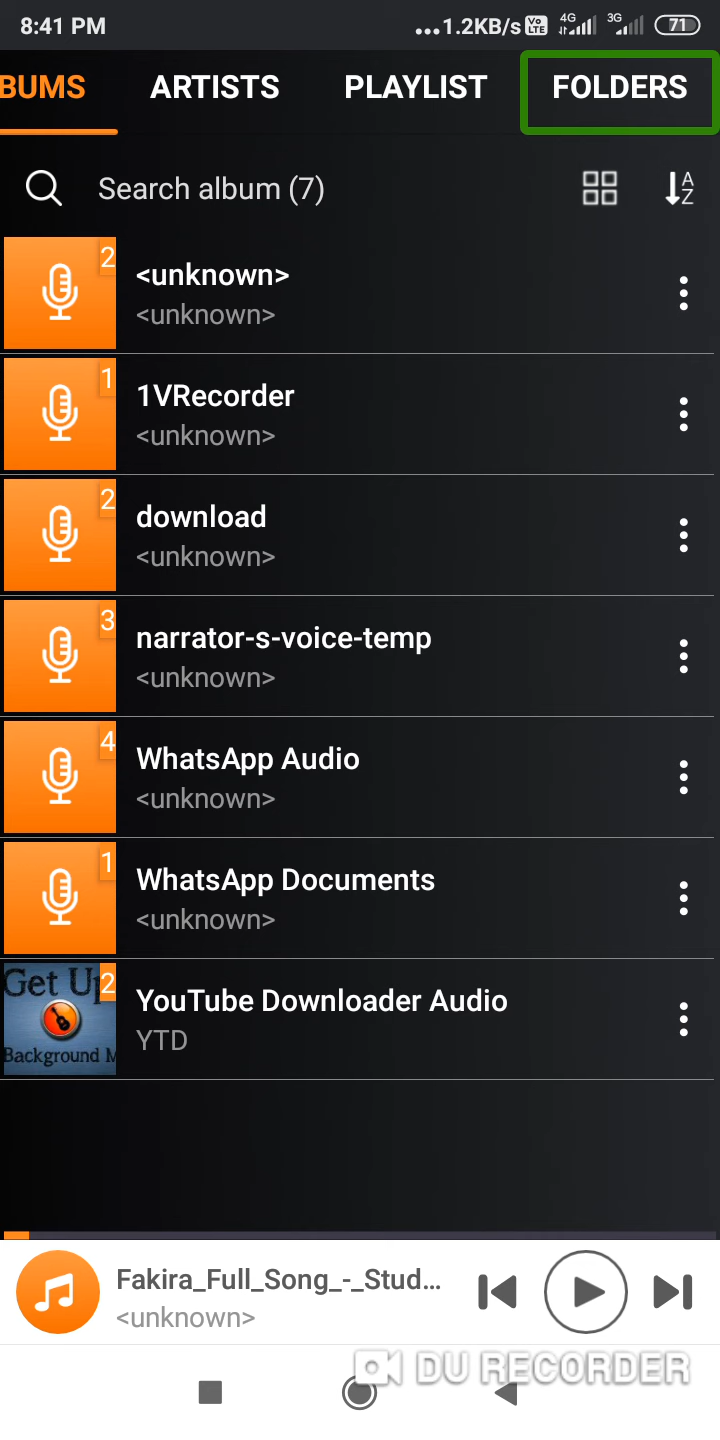 8:41 PM ...1.2KB/s Vo LTE 4G 3G 71
BUMS ARTISTS PLAYLIST FOLDERS
Search album (7) A Z
2
<unknown>
<unknown>
1
1VRecorder
<unknown>
2
download
<unknown>
3
narrator-s-voice-temp
<unknown>
4
WhatsApp Audio
<unknown>
1
WhatsApp Documents
<unknown>
Get Up 2
Background M
YouTube Downloader Audio
YTD
Fakira_Full_Song_-_Stud...
<unknown>
DU RECORDER